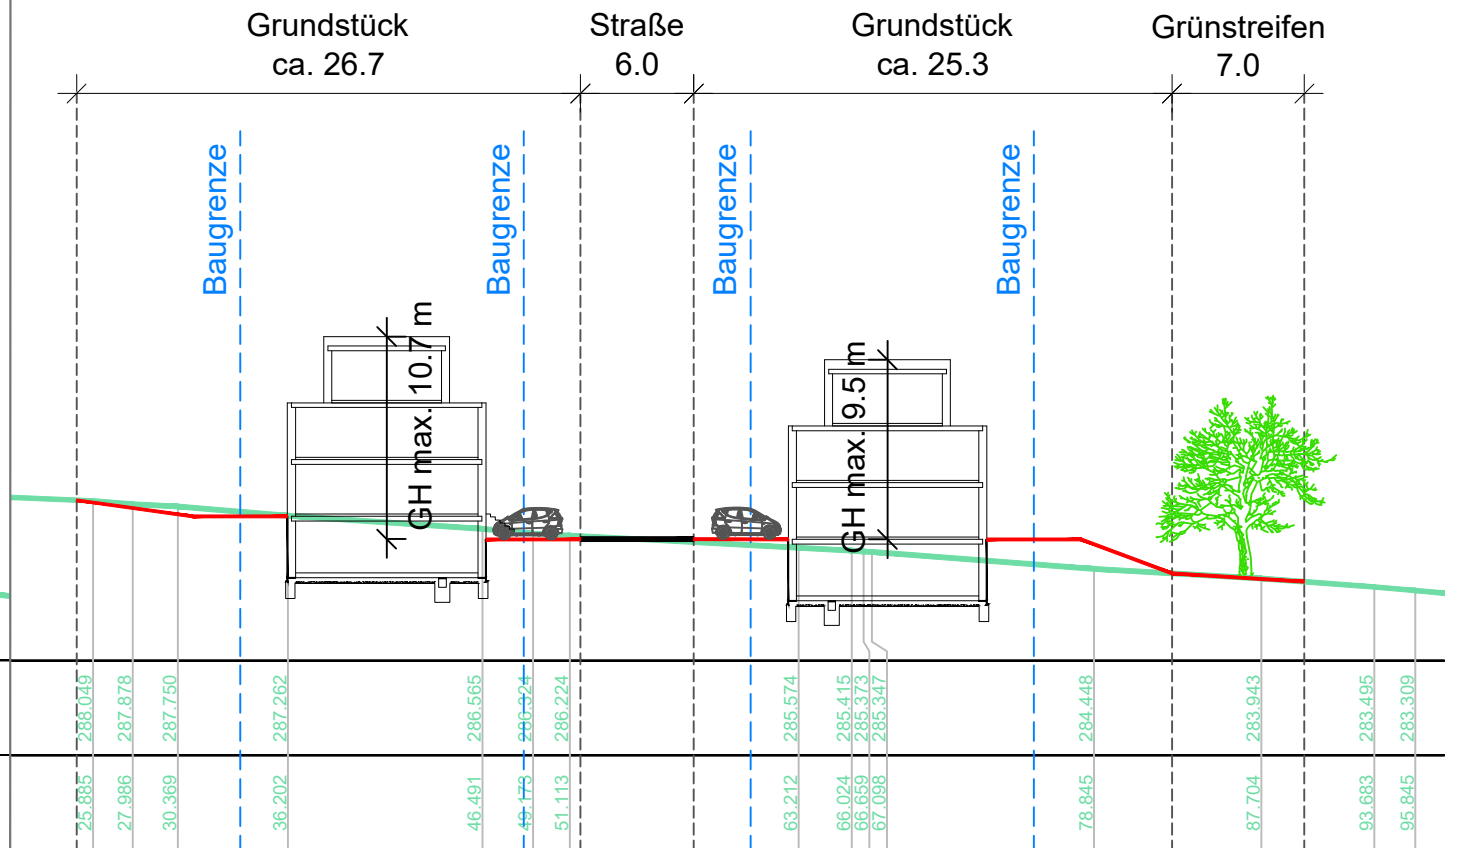 Grundstück
ca. 26.7
Straße
6.0
Grundstück
ca. 25.3
Grünstreifen
7.0
Baugrenze
Baugrenze
Baugrenze
Baugrenze
GH max. 10.7 m
GH max. 9.5 m
288.049
287.878
287.750
287.262
286.565
286.324
286.224
285.574
285.415
285.373
285.347
284.448
283.943
283.495
283.309
25.885
27.986
30.369
36.202
46.491
49.173
51.113
63.212
66.024
66.659
67.098
78.845
87.704
93.683
95.845